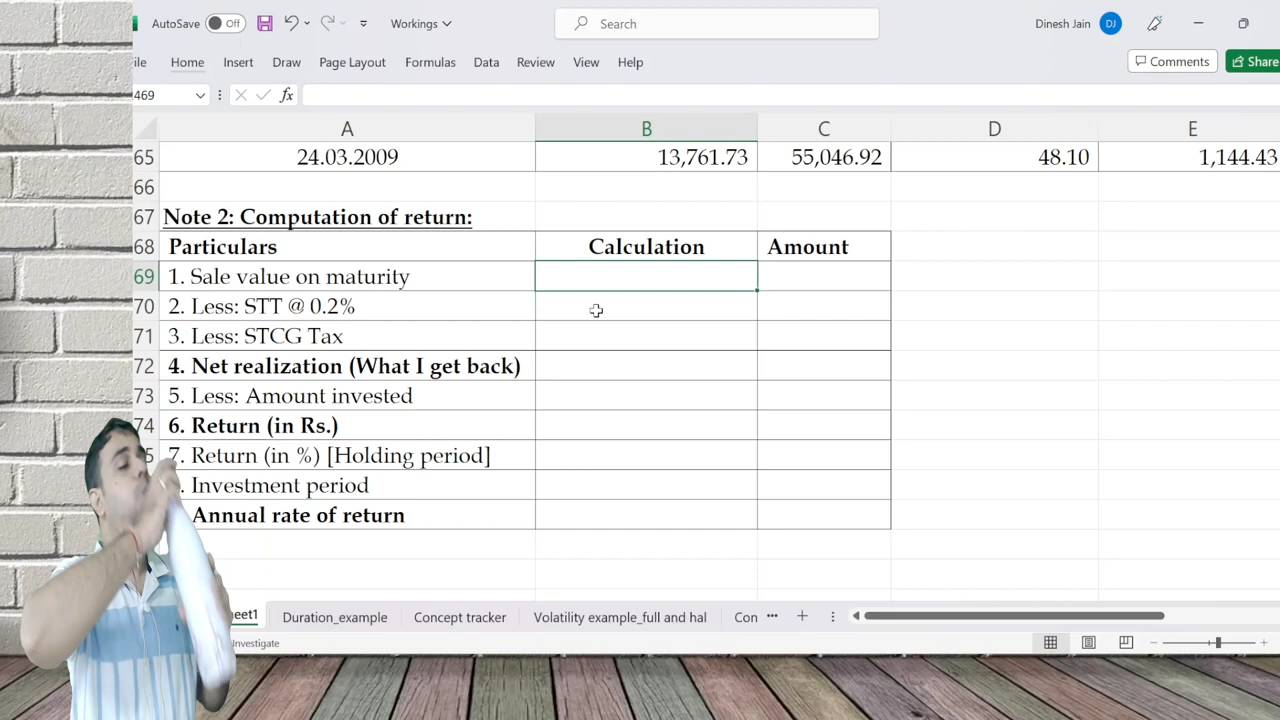 AutoSave Off Workings Search Dinesh Jain DJ
ile Home Insert Draw Page Layout Formulas Data Review View Help Comments Share
469 fx
A B C D E
65 24.03.2009 13,761.73 55,046.92 48.10 1,144.43
66
67 Note 2: Computation of return:
68 Particulars Calculation Amount
69 1. Sale value on maturity
70 2. Less: STT @ 0.2%
71 3. Less: STCG Tax
72 4. Net realization (What I get back)
73 5. Less: Amount invested
74 6. Return (in Rs.)
5 7. Return (in %) [Holding period]
. Investment period
Annual rate of return
eet1 Duration_example Concept tracker Volatility example_full and hal Con
Investigate